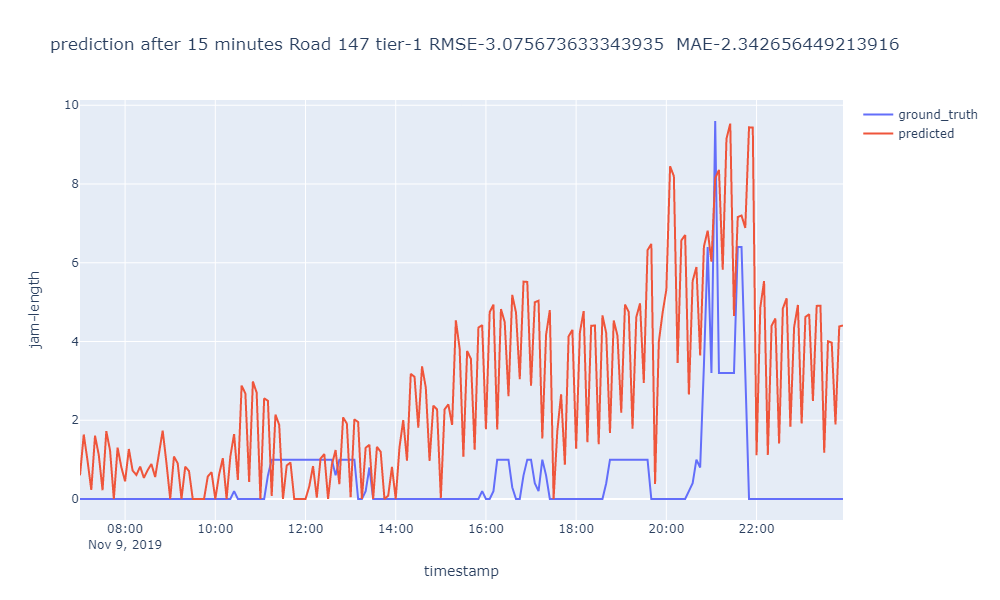 prediction after 15 minutes Road 147 tier-1 RMSE-3.075673633343935  MAE-2.342656449213916
ground_truth
predicted
10
8
6
4
2
0
jam-length
08:00 10:00 12:00 14:00 16:00 18:00 20:00 22:00
Nov 9, 2019
timestamp